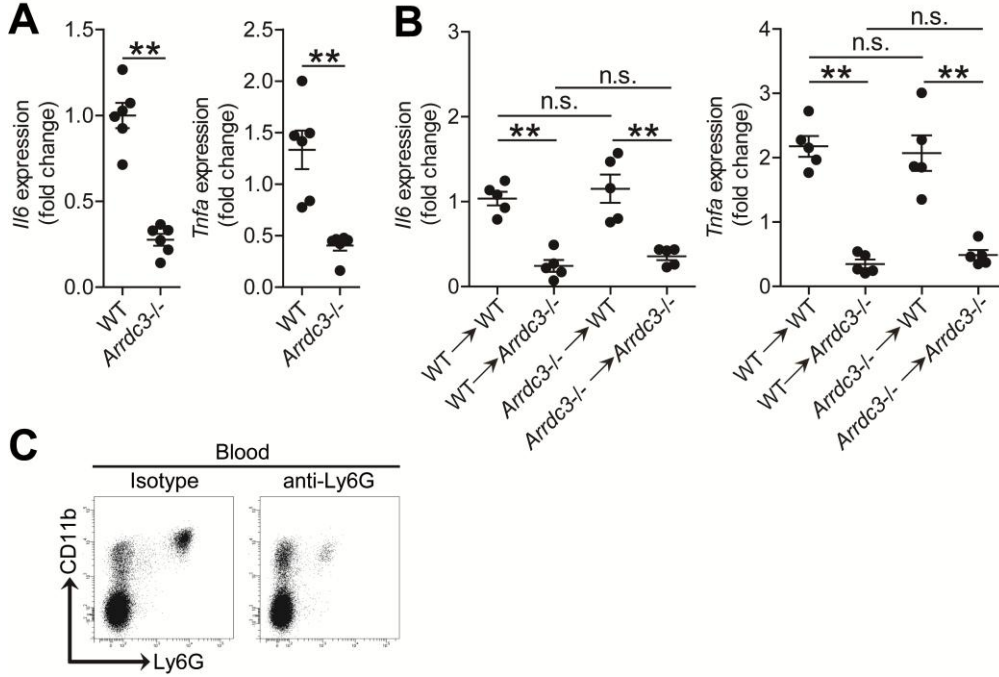 A
Il6 expression
(fold change)
1.5
1.0
0.5
0.0
**
WT
Arrdc3-/-
Tnfa expression
(fold change)
2.5
2.0
1.5
1.0
0.5
0.0
**
WT
Arrdc3-/-
B
Il6 expression
(fold change)
3
2
1
0
n.s.
n.s.
**
**
WT → WT
WT → Arrdc3-/-
Arrdc3-/- → WT
Arrdc3-/- → Arrdc3-/-
Tnfa expression
(fold change)
4
3
2
1
0
n.s.
n.s.
**
**
WT → WT
WT → Arrdc3-/-
Arrdc3-/- → WT
Arrdc3-/- → Arrdc3-/-
C
Blood
Isotype
anti-Ly6G
CD11b
Ly6G